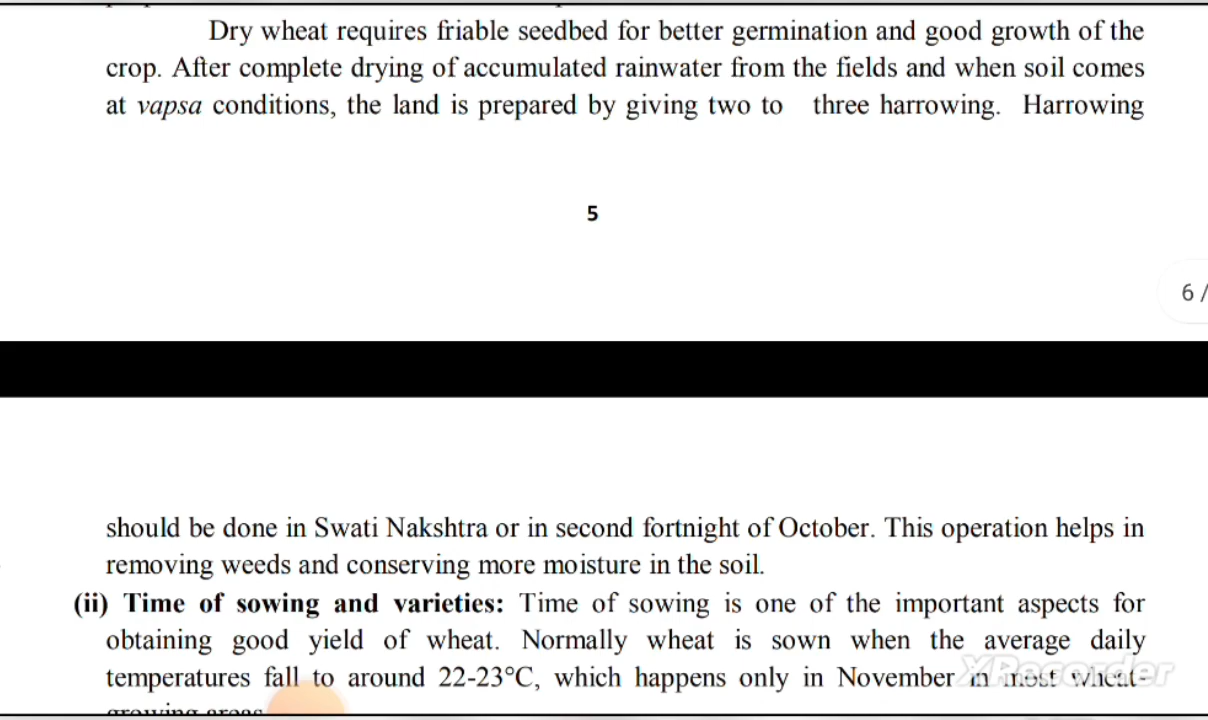 Dry wheat requires friable seedbed for better germination and good growth of the
crop. After complete drying of accumulated rainwater from the fields and when soil comes
at vapsa conditions, the land is prepared by giving two to three harrowing. Harrowing
5
6 /
should be done in Swati Nakshtra or in second fortnight of October. This operation helps in
removing weeds and conserving more moisture in the soil.
(ii) Time of sowing and varieties: Time of sowing is one of the important aspects for
obtaining good yield of wheat. Normally wheat is sown when the average daily
temperatures fall to around 22-23°C, which happens only in November in most wheat-
growing areas
XRecorder